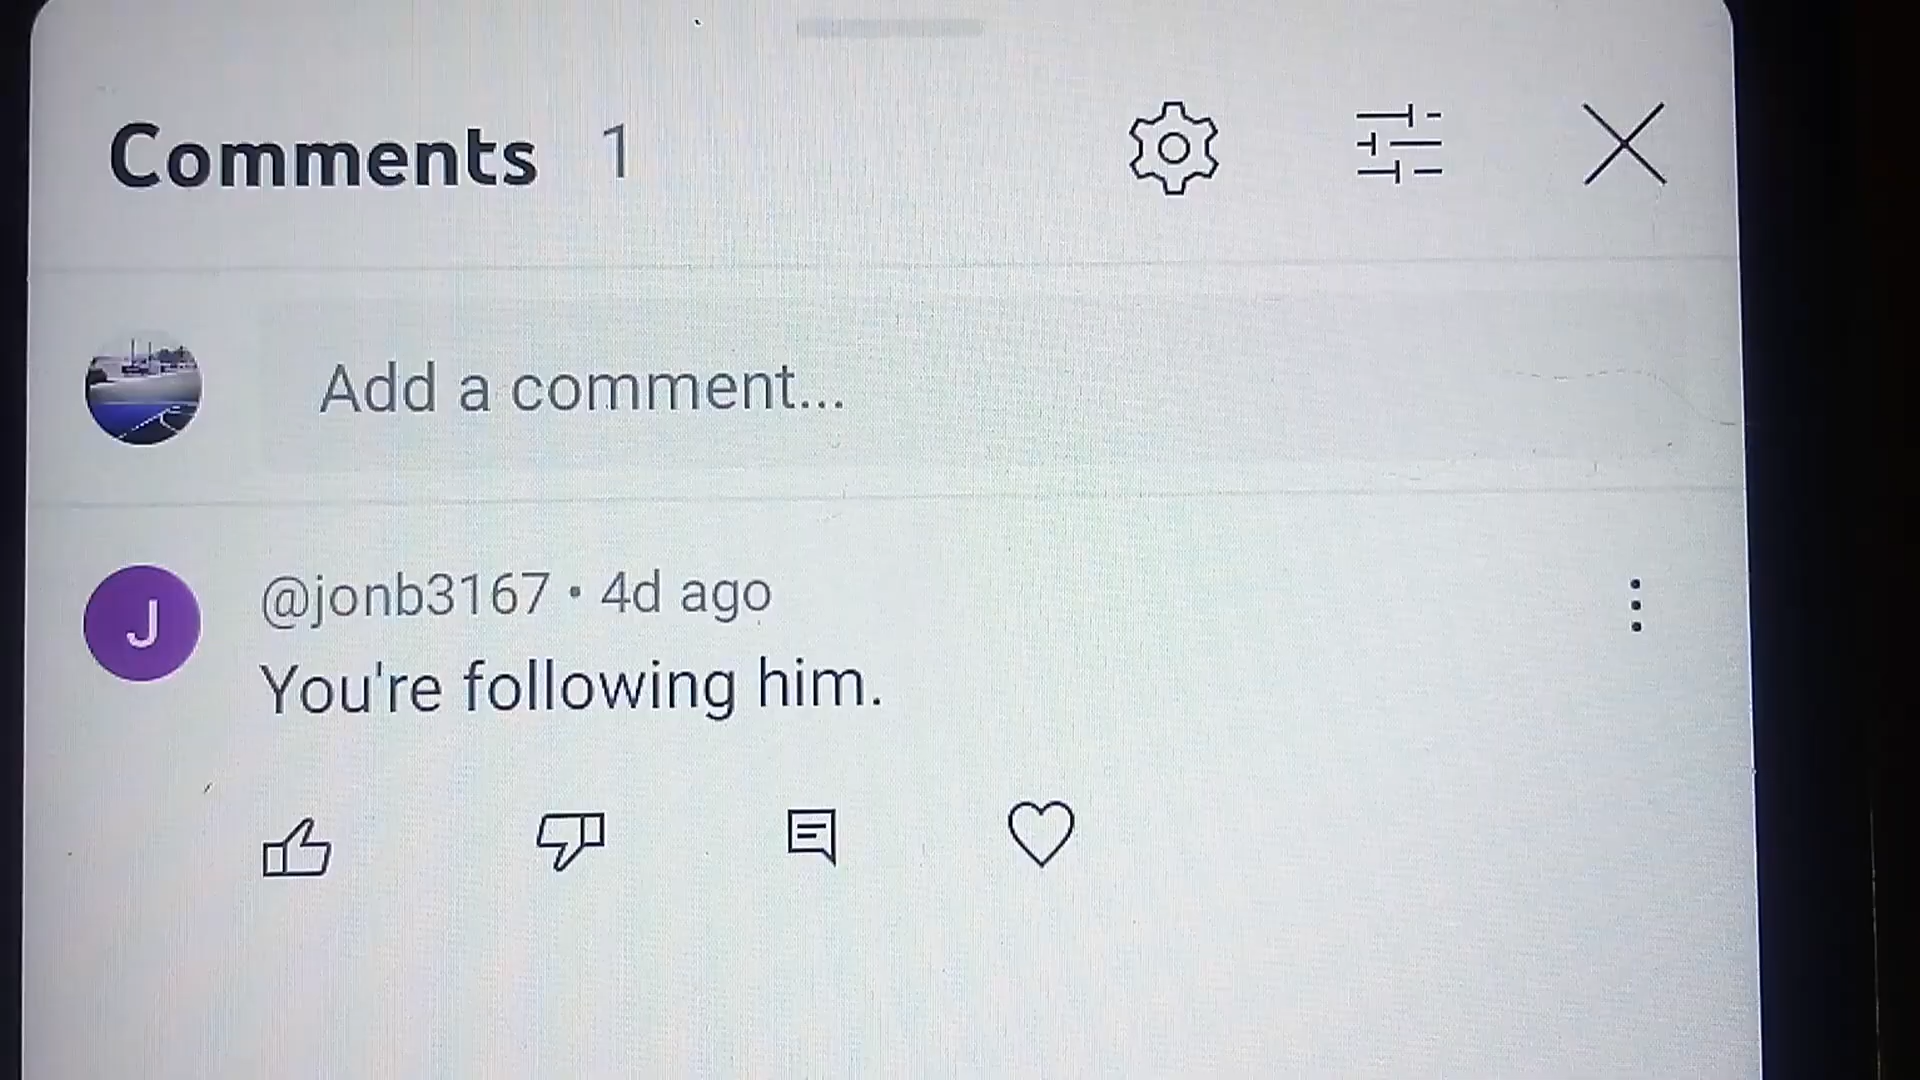 Comments 1
Add a comment...
J
@jonb3167 • 4d ago
You're following him.